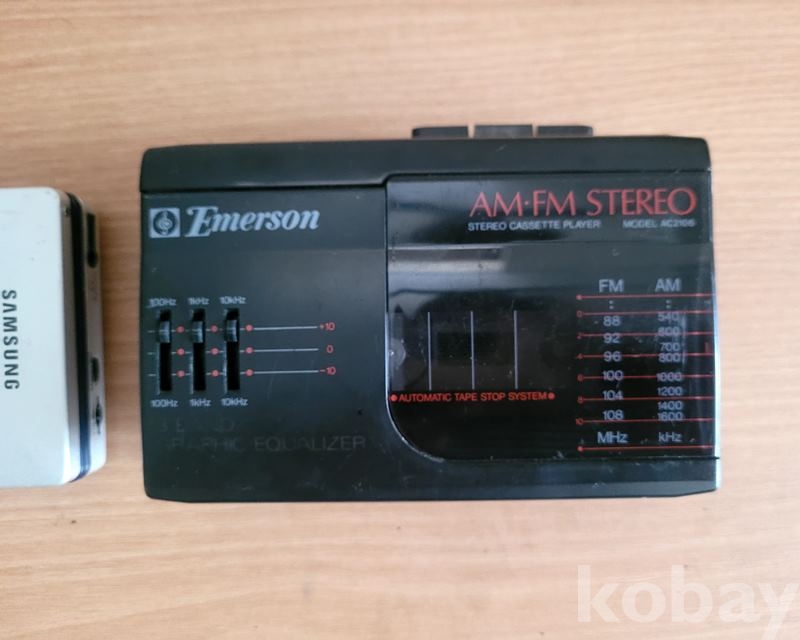 SAMSUNG
Emerson
AM·FM STEREO
STEREO CASSETTE PLAYER MODEL
100Hz 1kHz 10kHz
+10
0
-10
100Hz 1kHz 10kHz
EQUALIZER
● AUTOMATIC TAPE STOP SYSTEM ●
FM AM
88 540
92 600
700
96 800
100 1000
104 1200
1400
108 1600
MHz kHz
kobay